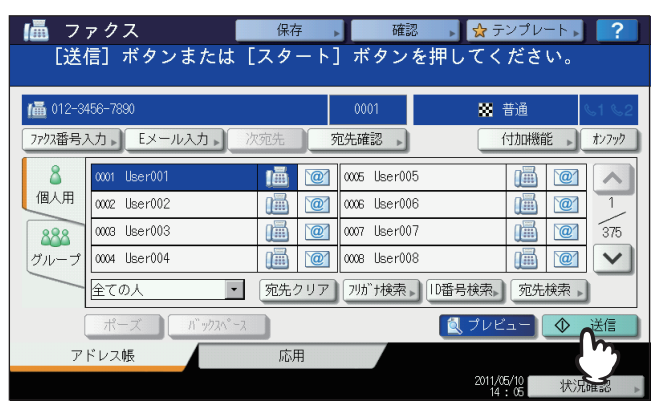 ファクス 保存 確認 テンプレート ?
[送信] ボタンまたは [スタート] ボタンを押してください。
012-3456-7890 0001 普通 1 2
ファクス番号入力 Eメール入力 次宛先 宛先確認 付加機能 オンフック
個人用
グループ
0001 User001 0005 User005
0002 User002 0006 User006
0003 User003 0007 User007
0004 User004 0008 User008
1
375
全ての人 宛先クリア フリガナ検索 ID番号検索 宛先検索
ポーズ バックスペース プレビュー 送信
アドレス帳 応用
2011/05/10
14:05
状況確認